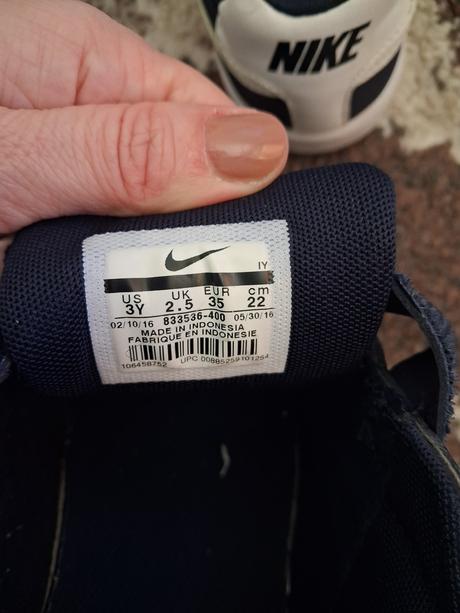 NIKE
IY
US UK EUR cm
3Y 2.5 35 22
02/10/16 833536-400 05/30/16
MADE IN INDONESIA
FABRIQUE EN INDONESIE
106458752 UPC 00885259101254